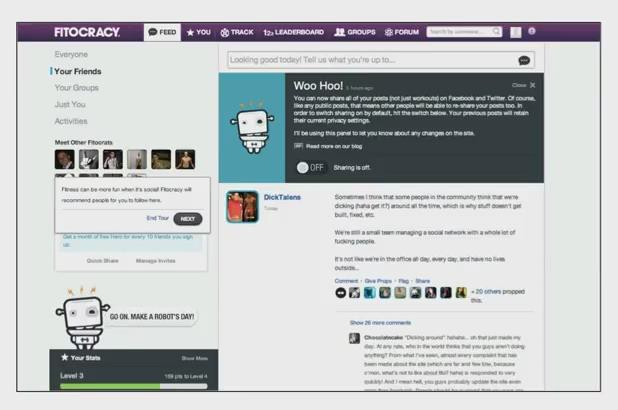 FITOCRACY
FEED
YOU
TRACK
LEADERBOARD
GROUPS
FORUM
Everyone
Your Friends
Your Groups
Just You
Activities
Meet Other Fitocrats
Fitness can be more fun when it's social! Fitocracy will
recommend people for you to follow here.
End Tour
NEXT
Get a month of free Hero for every 10 friends you sign
up.
Quick Share
Manage Invites
GO ON. MAKE A ROBOT'S DAY!
Your Stats
Show More
Level 3
159 pts to Level 4
Looking good today! Tell us what you're up to...
Woo Hoo!
hours ago
Close X
You can now share all of your posts (not just workouts) on Facebook and Twitter. Of course,
like any public posts, that means other people will be able to re-share your posts too. In
order to switch sharing on by default, hit the switch below. Your previous posts will retain
their current privacy settings.
I'll be using this panel to let you know about any changes on the site.
Read more on our blog
OFF
Sharing is off.
DickTalens
Today
Sometimes I think that some people in the community think that we're
dicking (haha get it?) around all the time, which is why stuff doesn't get
built, fixed, etc.
We're still a small team managing a social network with a whole lot of
fucking people.
It's not like we're in the office all day, every day, and have no lives
outside...
Comment · Give Props · Flag · Share
+ 20 others propped
this.
Show 26 more comments
Chocolatecake "Dicking around" hahaha... oh that just made my
day. At any rate, who in the world thinks that you guys aren't doing
anything? From what I've seen, almost every complaint that has
been made about the site (which are far and few btw, because
c'mon, what's not to like about fito? haha) is responded to very
quickly! And I mean hell, you guys probably update the site even